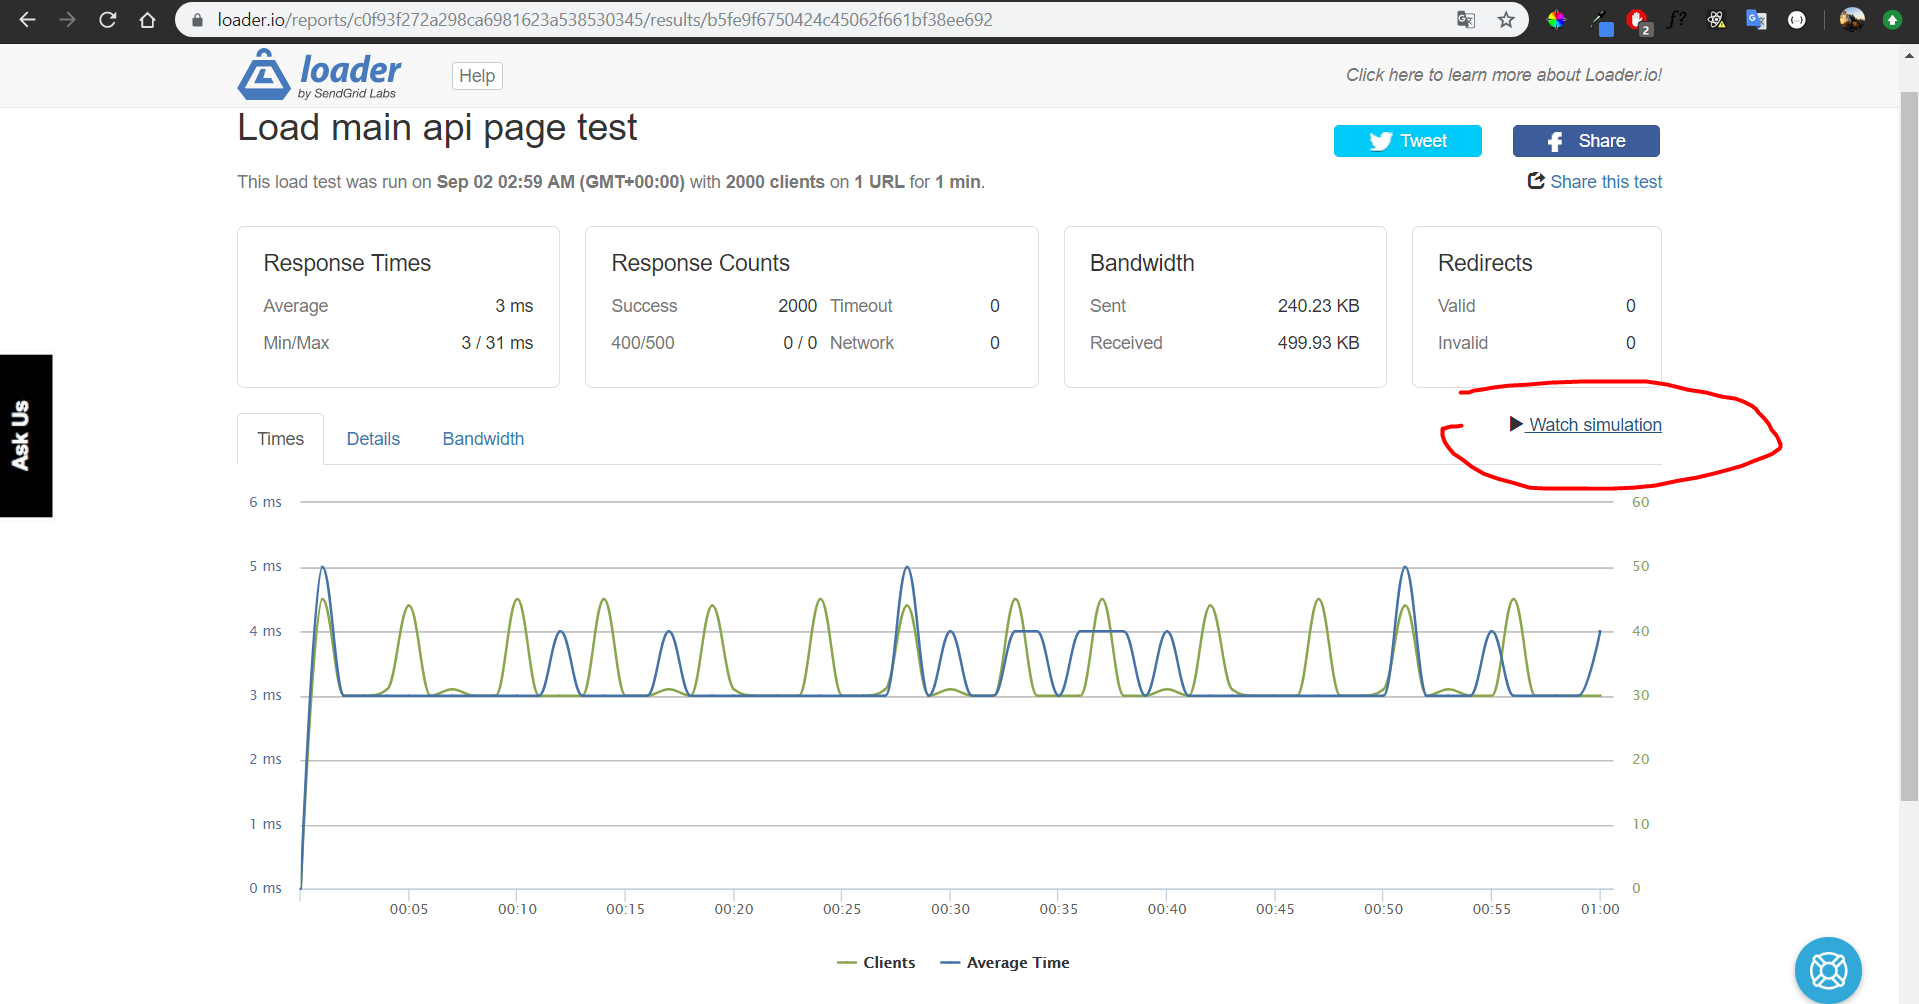 loader.io/reports/c0f93f272a298ca6981623a538530345/results/b5fe9f6750424c45062f661bf38ee692
2
loader
by SendGrid Labs
Help
Click here to learn more about Loader.io!
Load main api page test
Tweet
Share
This load test was run on Sep 02 02:59 AM (GMT+00:00) with 2000 clients on 1 URL for 1 min.
Share this test
Response Times
Average 3 ms
Min/Max 3 / 31 ms
Response Counts
Success 2000 Timeout 0
400/500 0 / 0 Network 0
Bandwidth
Sent 240.23 KB
Received 499.93 KB
Redirects
Valid 0
Invalid 0
Ask Us
Times Details Bandwidth
Watch simulation
6 ms 60
5 ms 50
4 ms 40
3 ms 30
2 ms 20
1 ms 10
0 ms 0
00:05 00:10 00:15 00:20 00:25 00:30 00:35 00:40 00:45 00:50 00:55 01:00
Clients Average Time